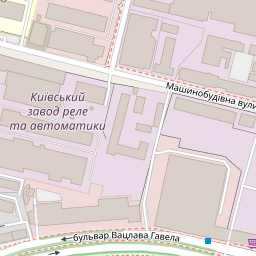 Машинобудівна вули
Київський
завод реле
та автоматики
бульвар Вацлава Гавела